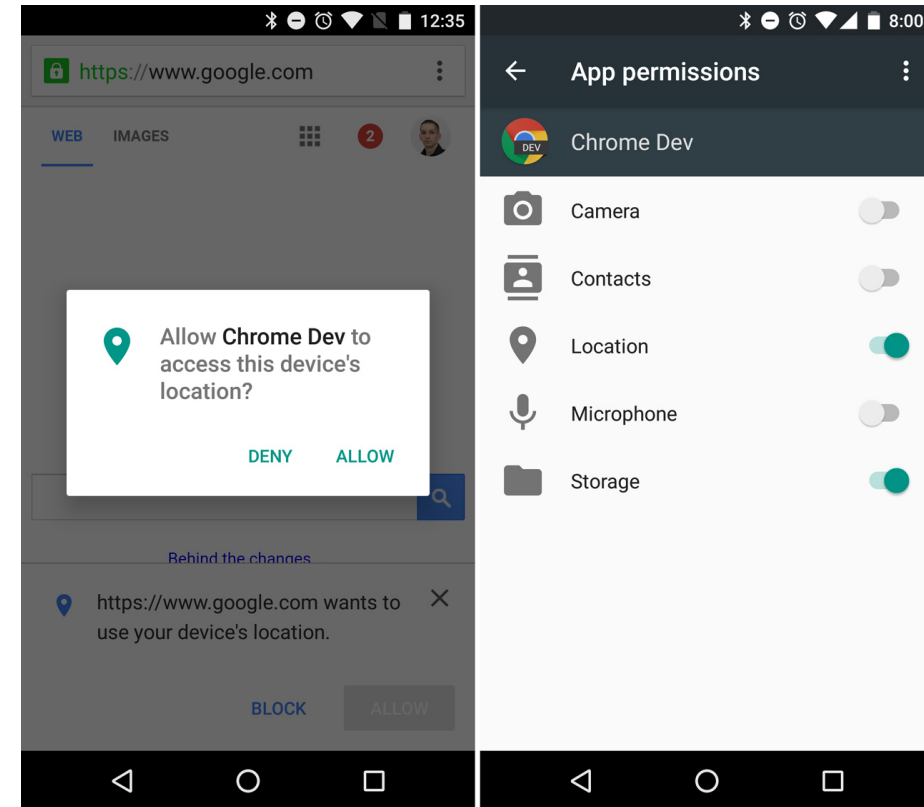 12:35
https://www.google.com
WEB IMAGES
2
Allow Chrome Dev to
access this device's
location?
DENY ALLOW
Behind the changes
https://www.google.com wants to
use your device's location.
BLOCK ALLOW
8:00
App permissions
DEV
Chrome Dev
Camera
Contacts
Location
Microphone
Storage